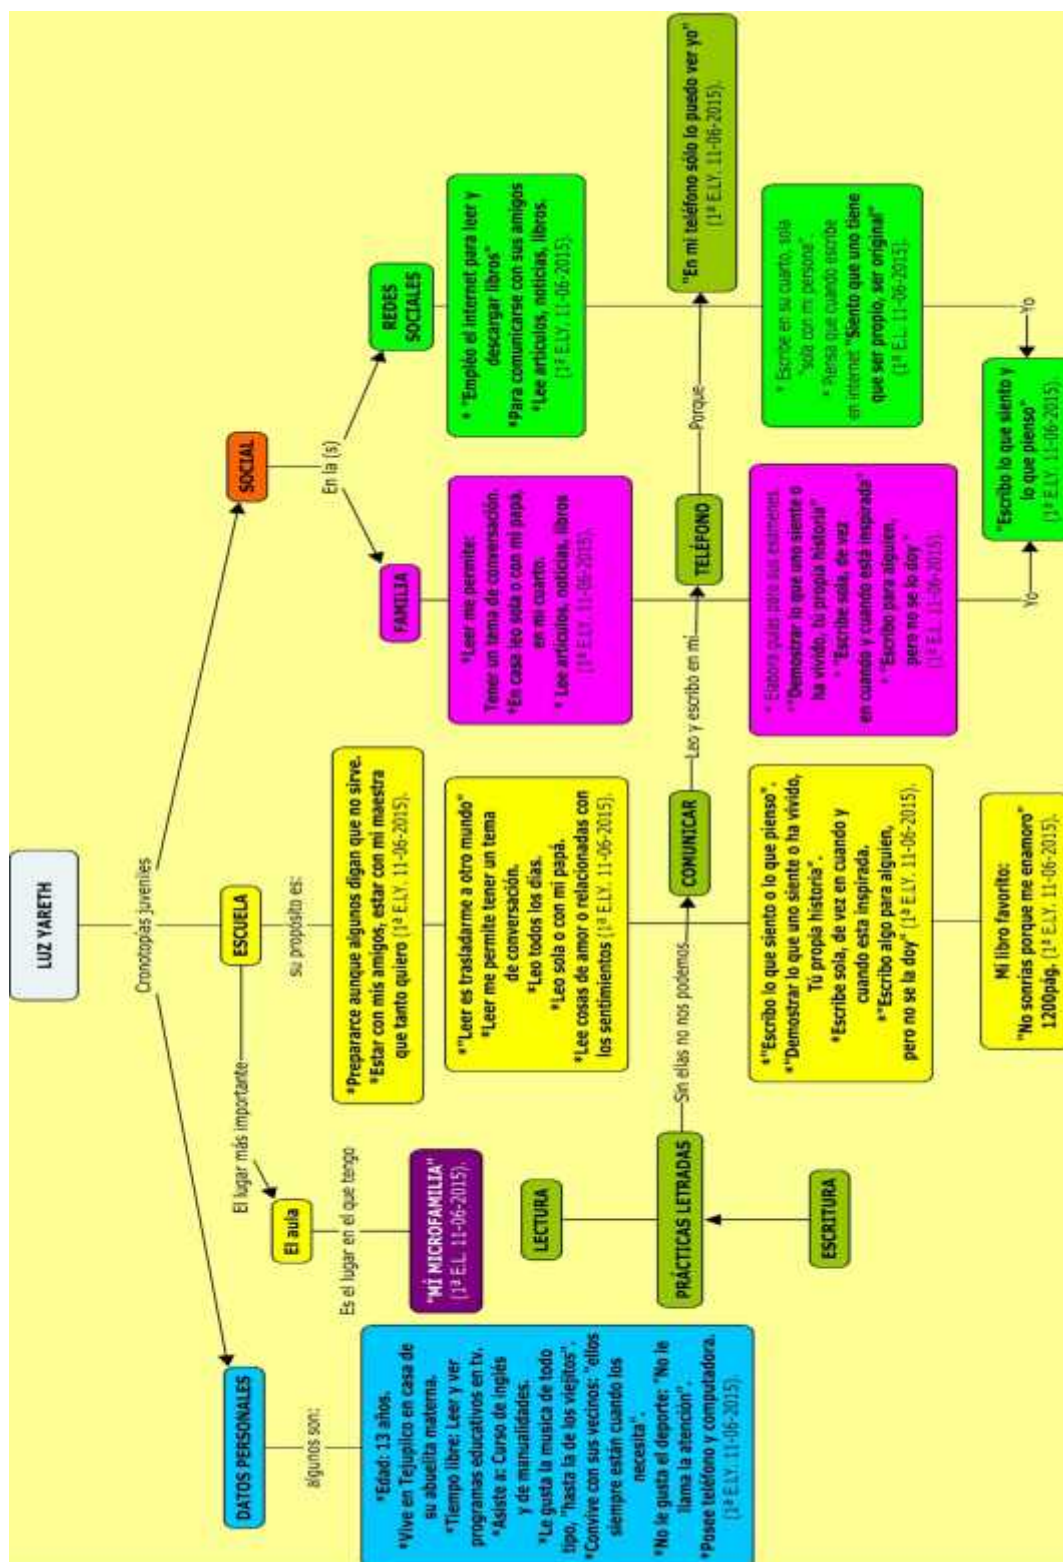 LUZ YARETH
Cronotopías juveniles
DATOS PERSONALES
algunos son:
*Edad: 13 años.
*Vive en Tejupilco en casa de
su abuelita materna.
*Tiempo libre: Leer y ver
programas educativos en tv.
*Asiste a: Curso de inglés
y de manualidades.
*Le gusta la musica de todo
tipo, "hasta la de los viejitos".
*Convive con sus vecinos: "ellos
siempre están cuando los
necesita".
*No le gusta el deporte: "No le
llama la atención".
*Posee teléfono y computadora.
(1ª E.LY. 11-06-2015).
ESCUELA
El lugar más importante
El aula
Es el lugar en el que tengo
"MÍ MICROFAMILIA"
(1ª E.L. 11-06-2015).
su propósito es:
*Prepararce aunque algunos digan que no sirve.
*Estar con mis amigos, estar con mi maestra
que tanto quiero (1ª E.LY. 11-06-2015).
*"Leer es trasladarme a otro mundo"
*Leer me permite tener un tema
de conversación.
*Leo todos los días.
*Leo sola o con mi papá.
*Lee cosas de amor o relacionadas con
los sentimientos (1ª E.LY. 11-06-2015).
SOCIAL
En la (s)
FAMILIA
*Leer me permite:
Tener un tema de conversación.
*En casa leo sola o con mi papá,
en mi cuarto.
* Lee artículos, noticias, libros
(1ª E.LY. 11-06-2015).
REDES
SOCIALES
* "Empléo el internet para leer y
descargar libros"
*Para comunicarse con sus amigos
*Lee artículos, noticias, libros.
(1ª E.LY. 11-06-2015).
LECTURA
PRÁCTICAS LETRADAS
ESCRITURA
Sin ellas no nos podemos
COMUNICAR
Leo y escribo en mi
TELÉFONO
Porque
"En mi teléfono sólo lo puedo ver yo"
(1ª E.LY. 11-06-2015).
*"Escribo lo que siento o lo que pienso".
*"Demostrar lo que uno siente o ha vivido,
Tú propia historia".
*Escribe sola, de vez en cuando y
cuando esta inspirada.
*"Escribo algo para alguien,
pero no se la doy" (1ª E.LY. 11-06-2015).
Mi libro favorito:
"No sonrías porque me enamoro"
1200pág. (1ª E.LY. 11-06-2015).
* Elabora guías para sus exámenes.
*"Demostrar lo que uno siente o
ha vivido, tú propia historia"
* "Escribe sola, de vez
en cuando y cuando está inspirada"
* "Escribo para alguien,
pero no se lo doy"
(1ª E.L. 11-06-2015).
Y Escribe en su cuarto, sola
"sola con mi persona".
* Piensa que cuando escribe
en internet "Siento que uno tiene
que ser propio, ser original"
(1ª E.L. 11-06-2015).
Yo
Yo
"Escribo lo que siento y
lo que pienso"
(1ª E.LY. 11-06-2015).